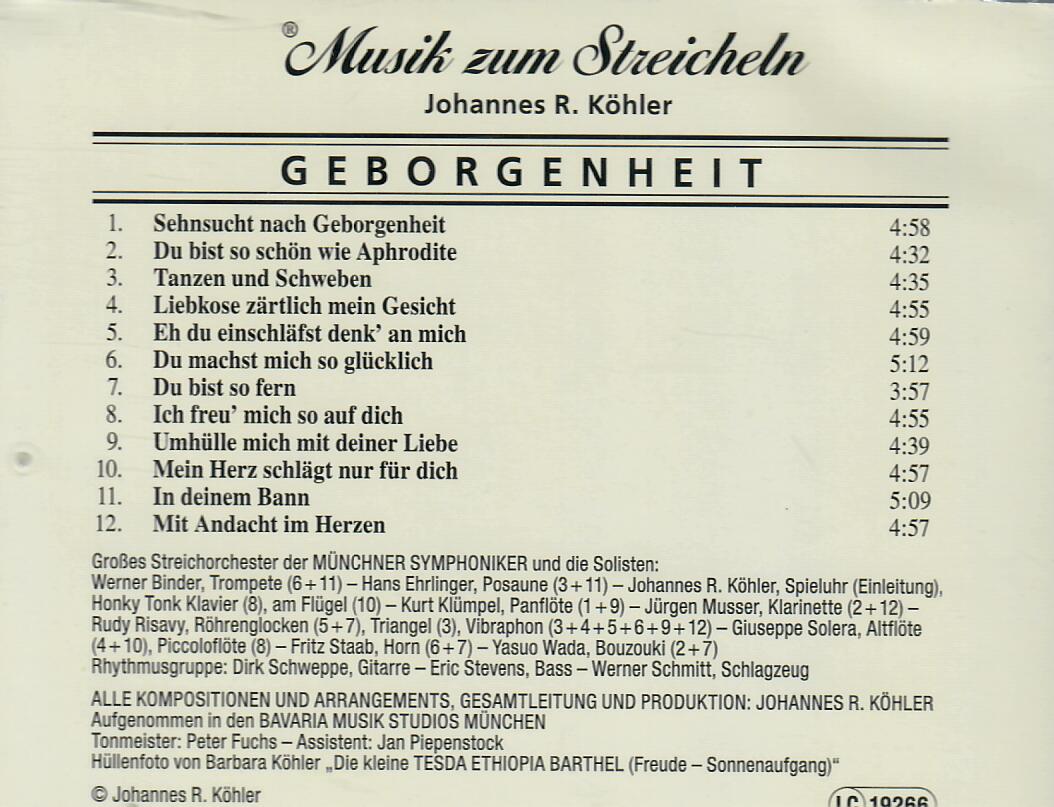 ® Musik zum Streicheln
Johannes R. Köhler
GEBORGENHEIT
1. Sehnsucht nach Geborgenheit 4:58
2. Du bist so schön wie Aphrodite 4:32
3. Tanzen und Schweben 4:35
4. Liebkose zärtlich mein Gesicht 4:55
5. Eh du einschläfst denk’ an mich 4:59
6. Du machst mich so glücklich 5:12
7. Du bist so fern 3:57
8. Ich freu’ mich so auf dich 4:55
9. Umhülle mich mit deiner Liebe 4:39
10. Mein Herz schlägt nur für dich 4:57
11. In deinem Bann 5:09
12. Mit Andacht im Herzen 4:57
Großes Streichorchester der MÜNCHNER SYMPHONIKER und die Solisten:
Werner Binder, Trompete (6+11) – Hans Ehrlinger, Posaune (3+11) – Johannes R. Köhler, Spieluhr (Einleitung),
Honky Tonk Klavier (8), am Flügel (10) – Kurt Klümpel, Panflöte (1+9) – Jürgen Musser, Klarinette (2+12) –
Rudy Risavy, Röhrenglocken (5+7), Triangel (3), Vibraphon (3+4+5+6+9+12) – Giuseppe Solera, Altflöte
(4+10), Piccoloflöte (8) – Fritz Staab, Horn (6+7) – Yasuo Wada, Bouzouki (2+7)
Rhythmusgruppe: Dirk Schweppe, Gitarre – Eric Stevens, Bass – Werner Schmitt, Schlagzeug
ALLE KOMPOSITIONEN UND ARRANGEMENTS, GESAMTLEITUNG UND PRODUKTION: JOHANNES R. KÖHLER
Aufgenommen in den BAVARIA MUSIK STUDIOS MÜNCHEN
Tonmeister: Peter Fuchs – Assistent: Jan Piepenstock
Hüllenfoto von Barbara Köhler „Die kleine TESDA ETHIOPIA BARTHEL (Freude – Sonnenaufgang)“
© Johannes R. Köhler
LC 19266